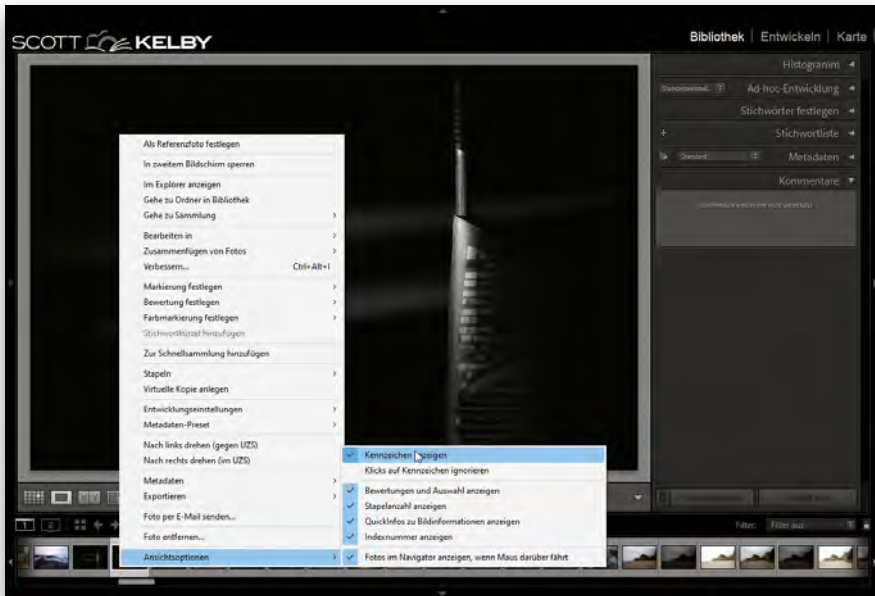 SCOTT KELBY
Bibliothek | Entwickeln | Karte
Histogramm
Ad-hoc-Entwicklung
Stichwörter festlegen
+ Stichwortliste
Standard Metadaten
Kommentare
Als Referenzfoto festlegen
In zweitem Bildschirm sperren
Im Explorer anzeigen
Gehe zu Ordner in Bibliothek
Gehe zu Sammlung
Bearbeiten in
Zusammenfügen von Fotos
Verbessern... Ctrl+Alt+I
Markierung festlegen
Bewertung festlegen
Farbmarkierung festlegen
Stichwortkürzel hinzufügen
Zur Schnellsammlung hinzufügen
Stapeln
Virtuelle Kopie anlegen
Entwicklungseinstellungen
Metadaten-Preset
Nach links drehen (gegen UZS)
Nach rechts drehen (im UZS)
Metadaten
Exportieren
Foto per E-Mail senden...
Foto entfernen...
Ansichtsoptionen
Kennzeichen anzeigen
Klicks auf Kennzeichen ignorieren
Bewertungen und Auswahl anzeigen
Stapelanzahl anzeigen
QuickInfos zu Bildinformationen anzeigen
Indexnummer anzeigen
Fotos im Navigator anzeigen, wenn Maus darüber fährt
1 2
Filter: Filter aus